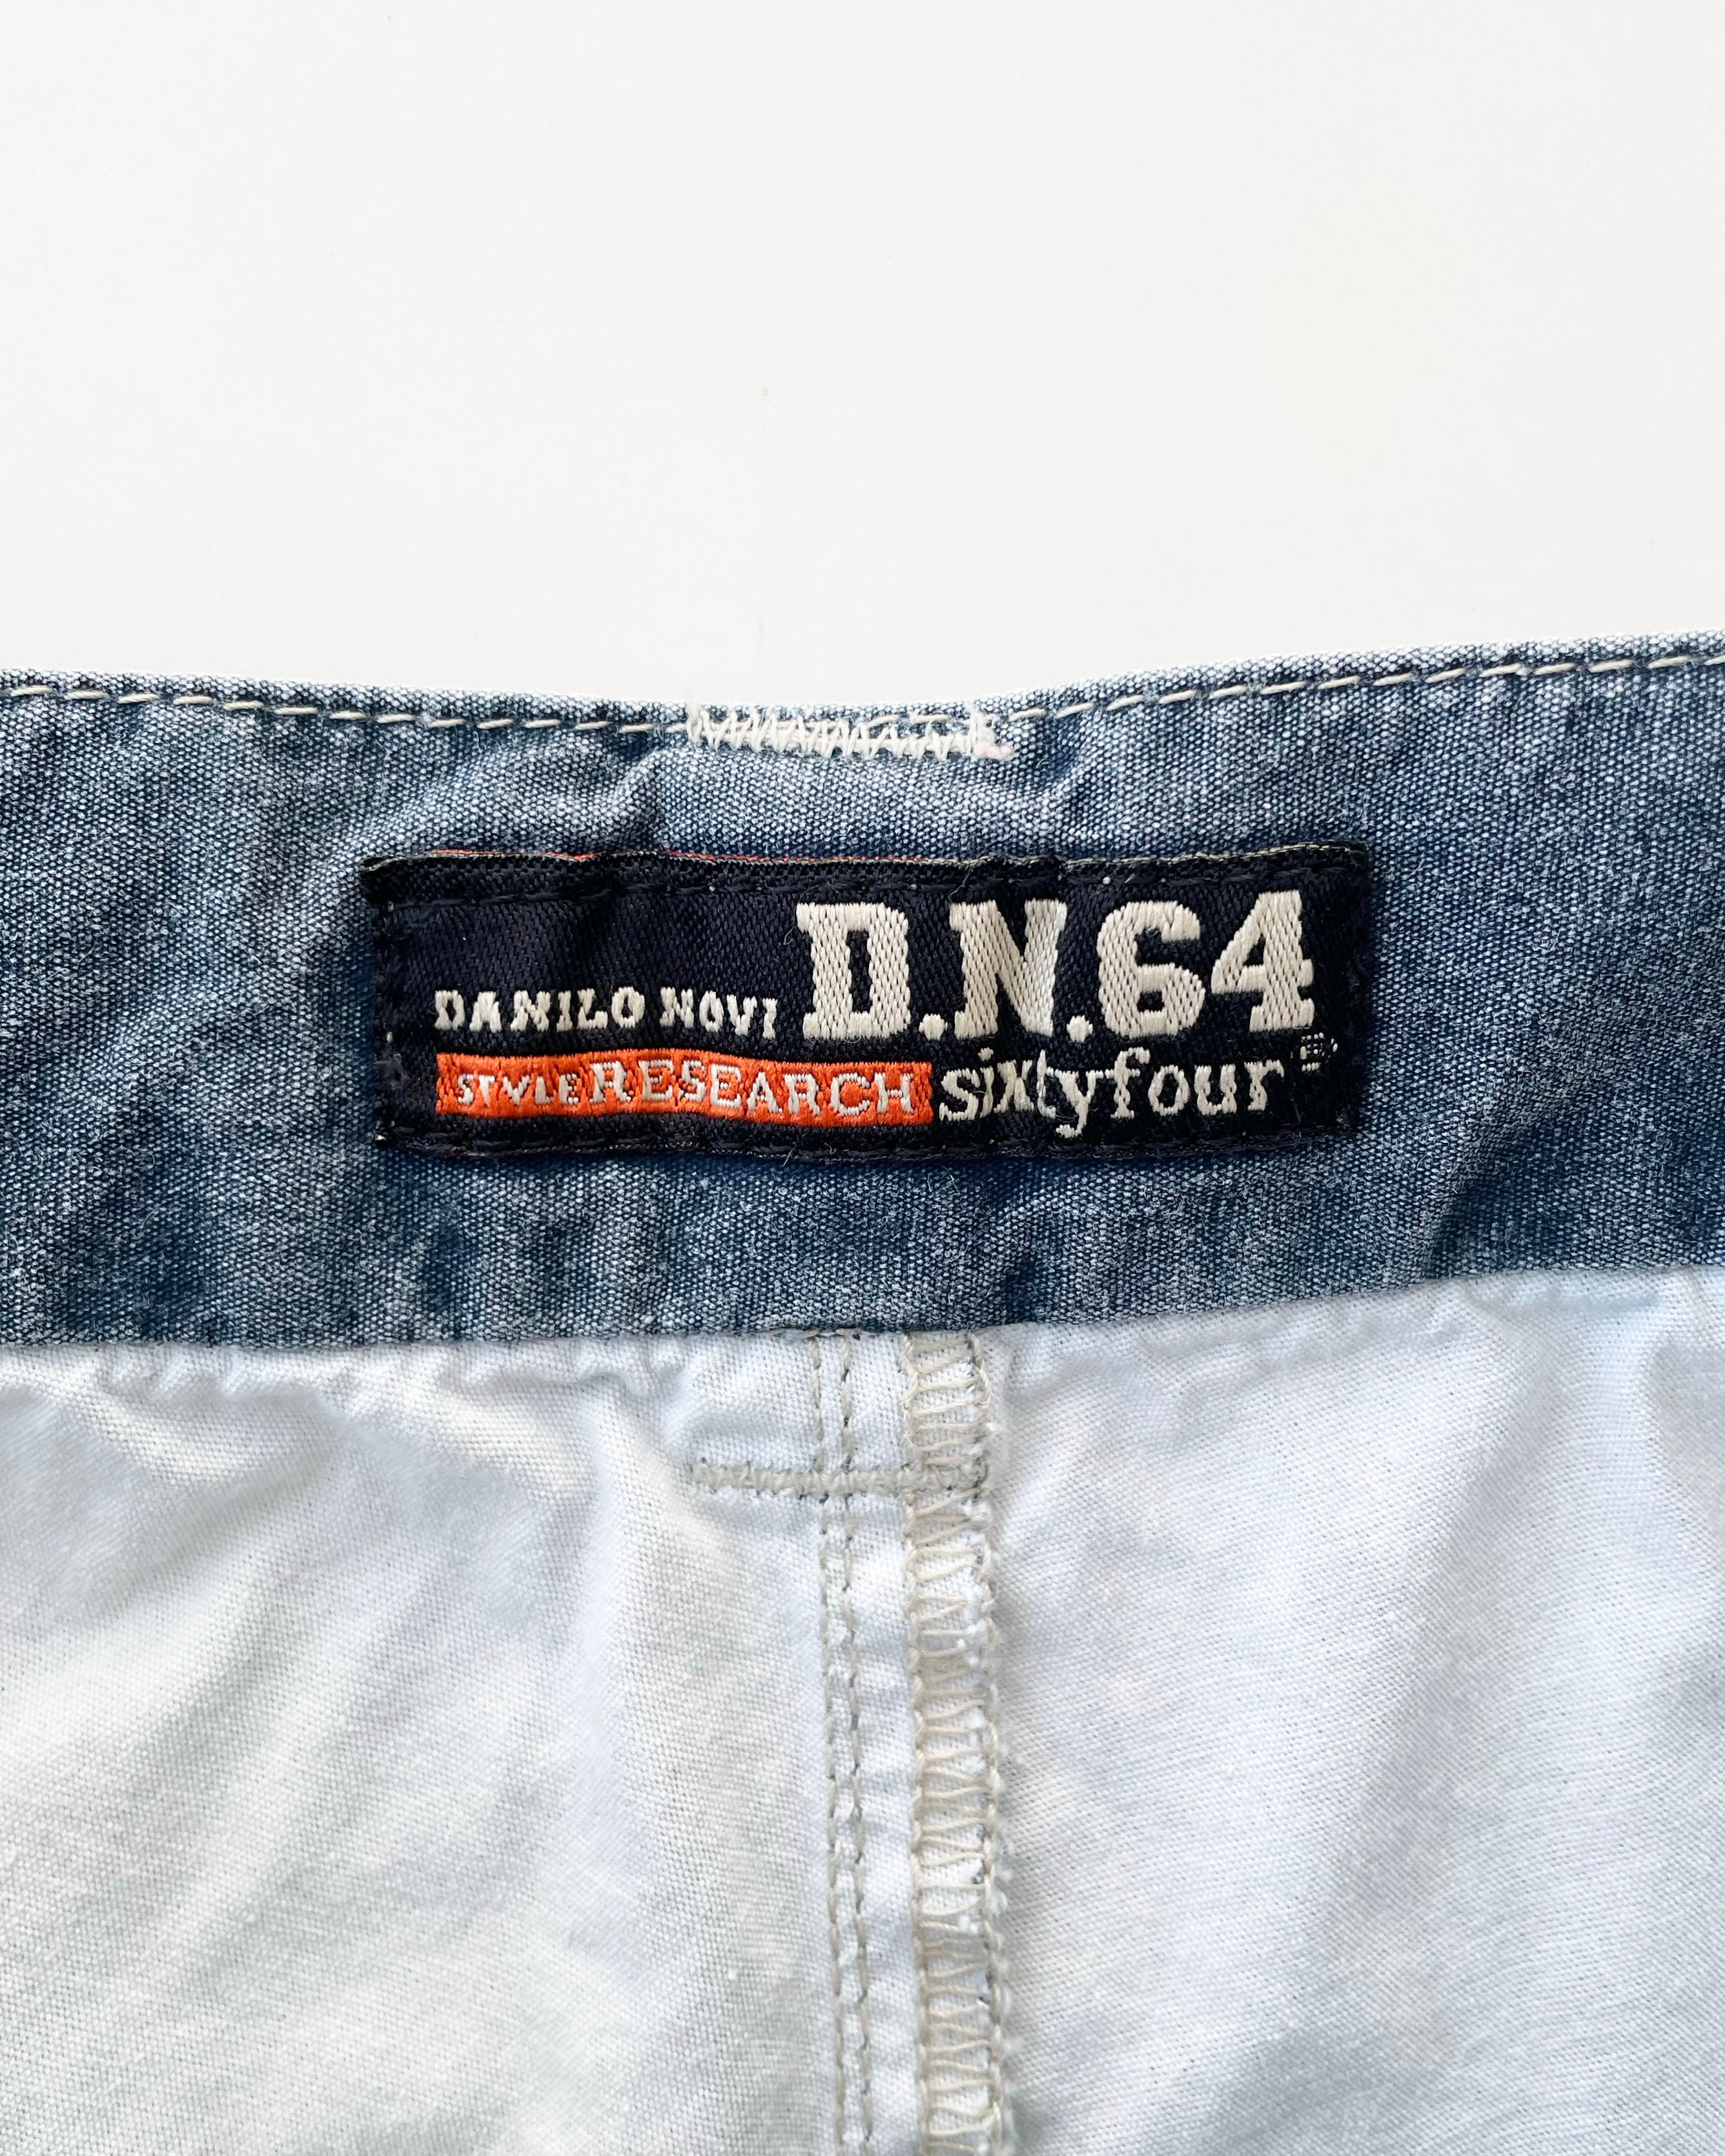 DANILO NOVI D.N.64
STYLE RESEARCH sixtyfour®